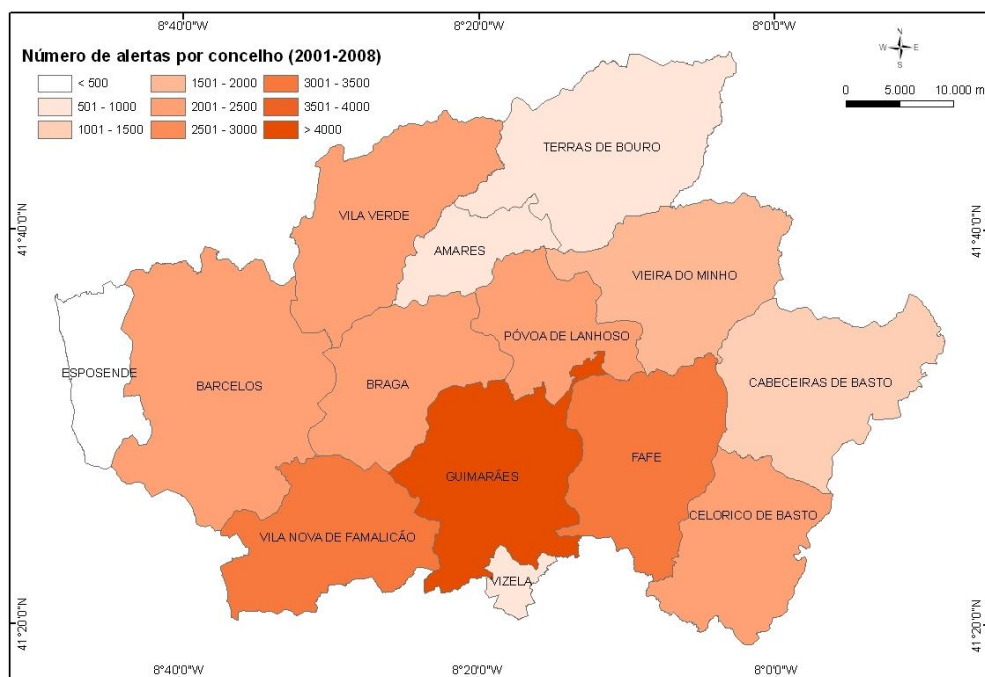 8°40'0"W 8°20'0"W 8°0'0"W
Número de alertas por concelho (2001-2008)
< 500 1501 - 2000 3001 - 3500
501 - 1000 2001 - 2500 3501 - 4000
1001 - 1500 2501 - 3000 > 4000
N
W E
S
0 5.000 10.000 m
TERRAS DE BOURO
VILA VERDE
41°40'0"N 41°40'0"N
AMARES
VIEIRA DO MINHO
PÓVOA DE LANHOSO
ESPOSENDE
BARCELOS
BRAGA
CABECEIRAS DE BASTO
FAFE
GUIMARÃES
CELORICO DE BASTO
VILA NOVA DE FAMALICÃO
VIZELA
41°20'0"N 41°20'0"N
8°40'0"W 8°20'0"W 8°0'0"W